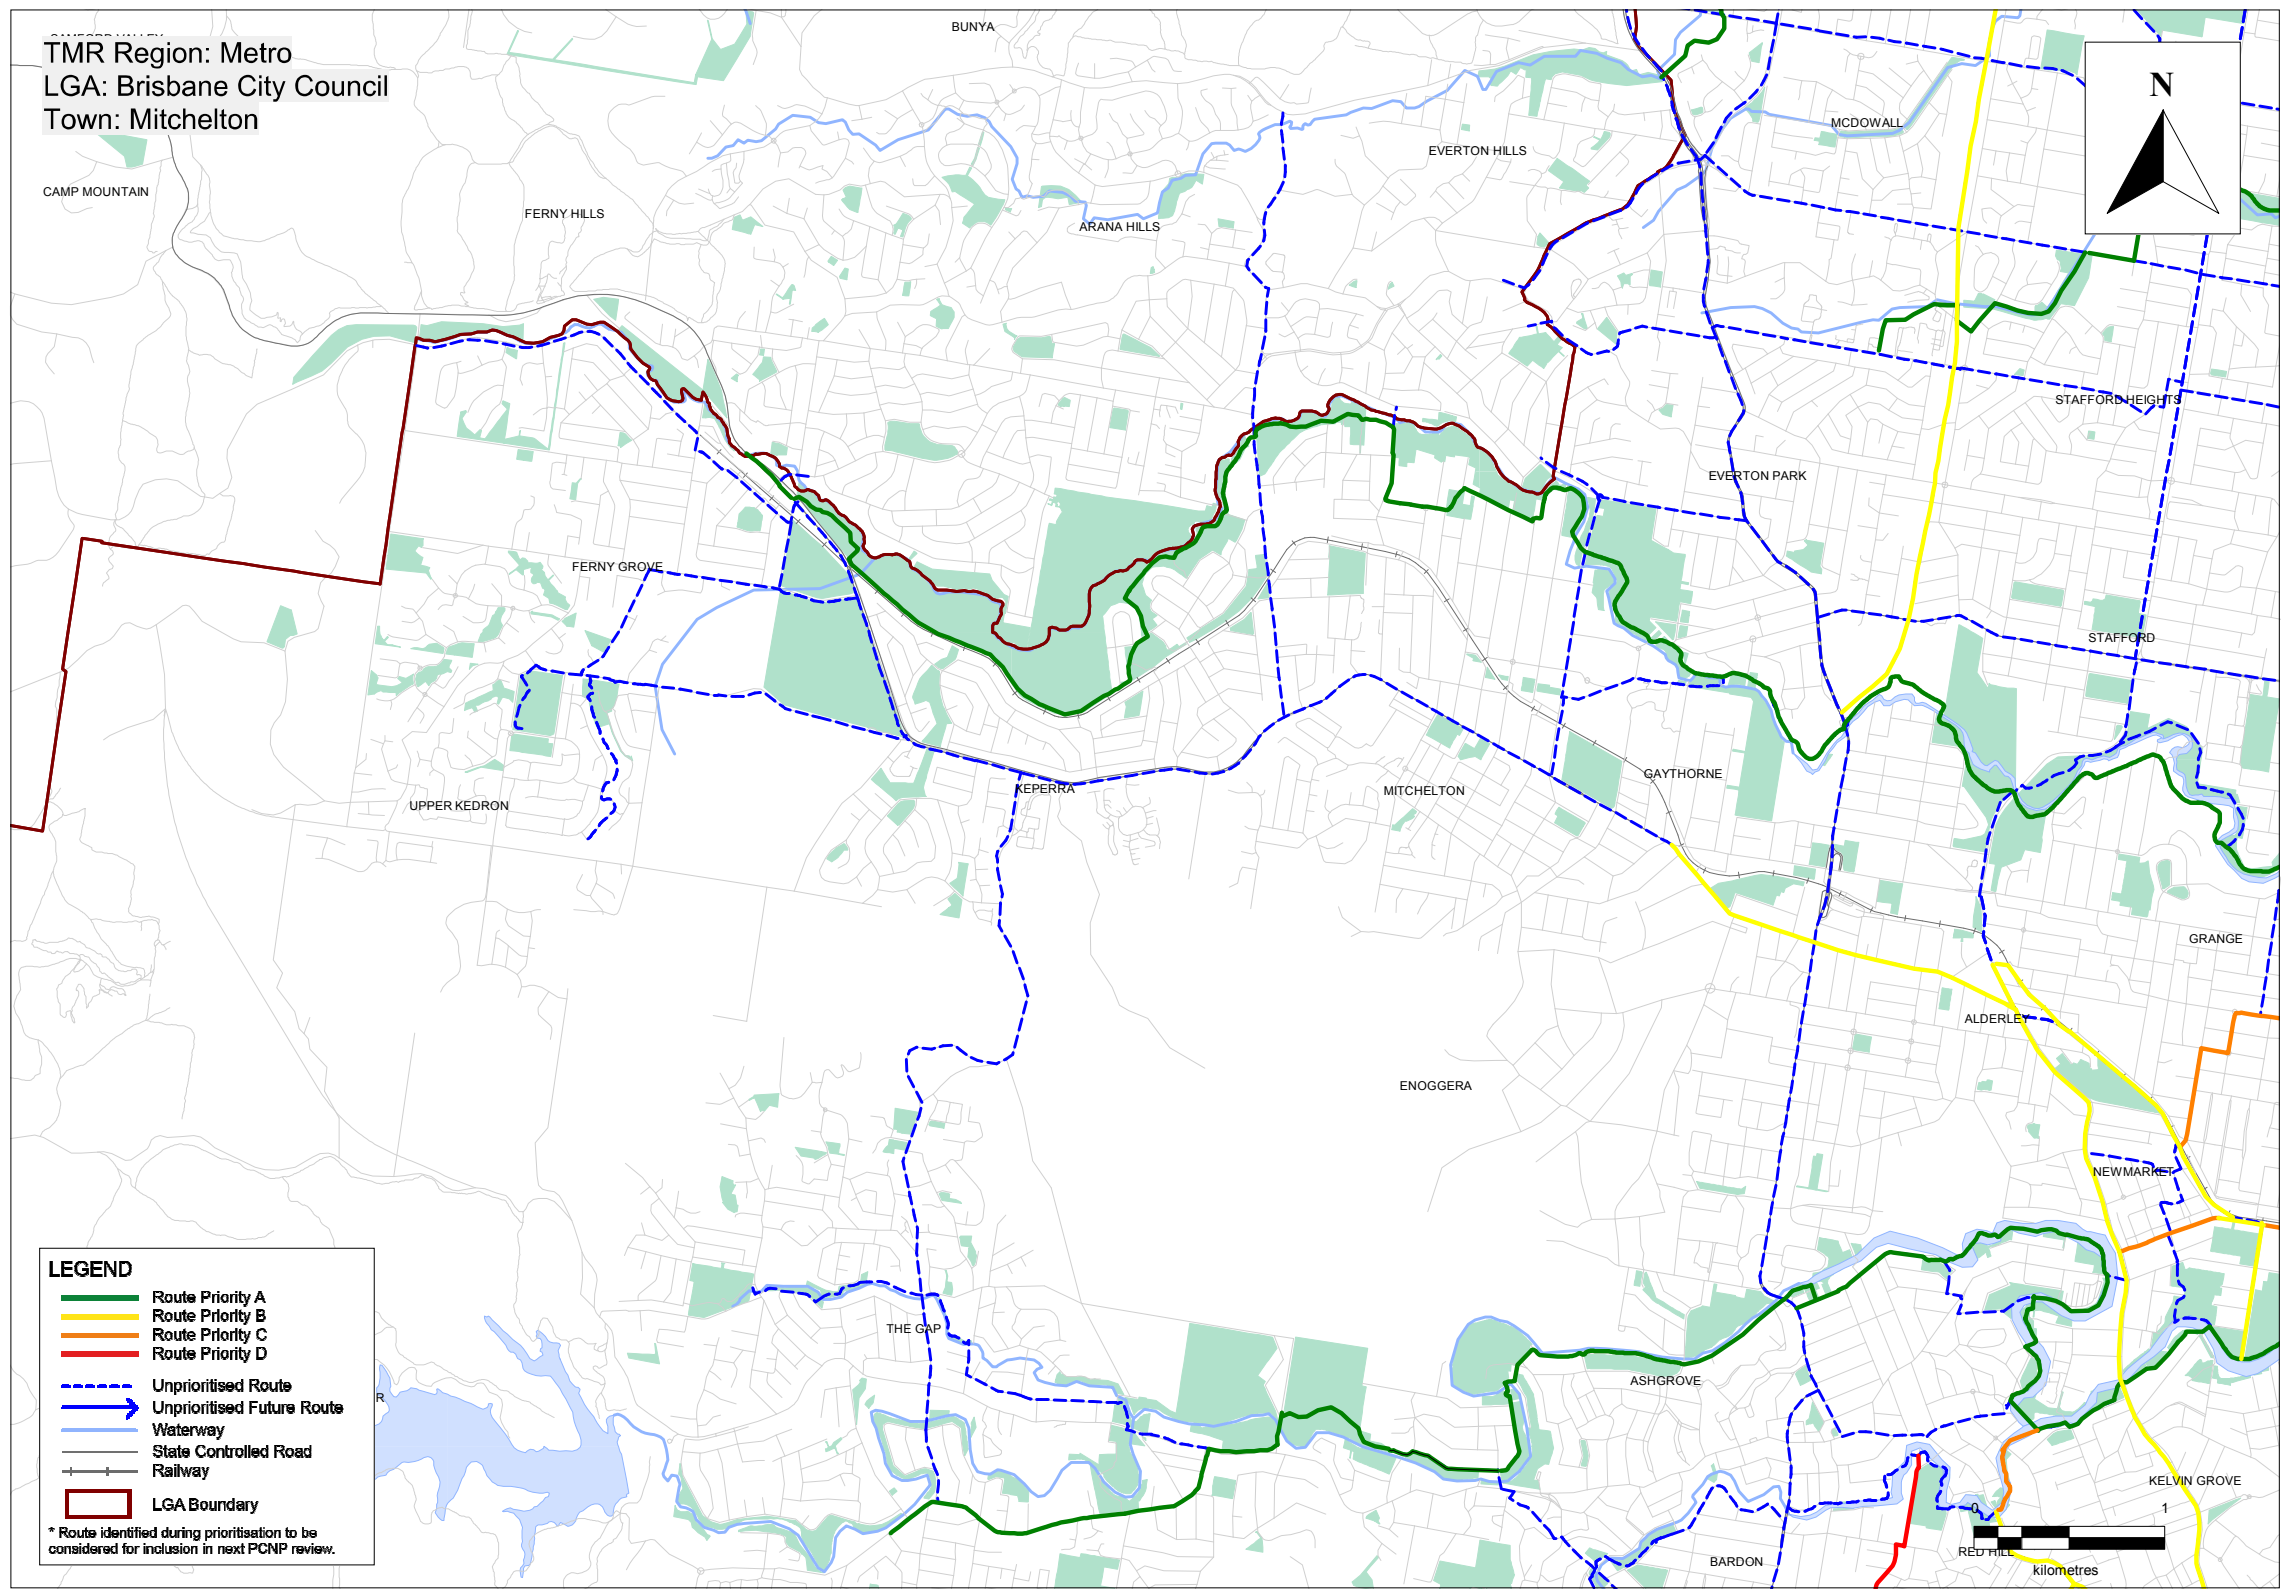 BUNYA
TMR Region: Metro
LGA: Brisbane City Council
Town: Mitchelton
N
MCDOWALL
EVERTON HILLS
CAMP MOUNTAIN
FERNY HILLS
ARANA HILLS
STAFFORD HEIGHTS
EVERTON PARK
FERNY GROVE
STAFFORD
GAYTHORNE
KEPERRA
MITCHELTON
UPPER KEDRON
GRANGE
ALDERLEY
ENOGGERA
NEWMARKET
THE GAP
ASHGROVE
R
KELVIN GROVE
RED HILL
BARDON
0 1
kilometres
LEGEND
Route Priority A
Route Priority B
Route Priority C
Route Priority D
Unprioritised Route
Unprioritised Future Route
Waterway
State Controlled Road
Railway
LGA Boundary
* Route identified during prioritisation to be
considered for inclusion in next PCNP review.